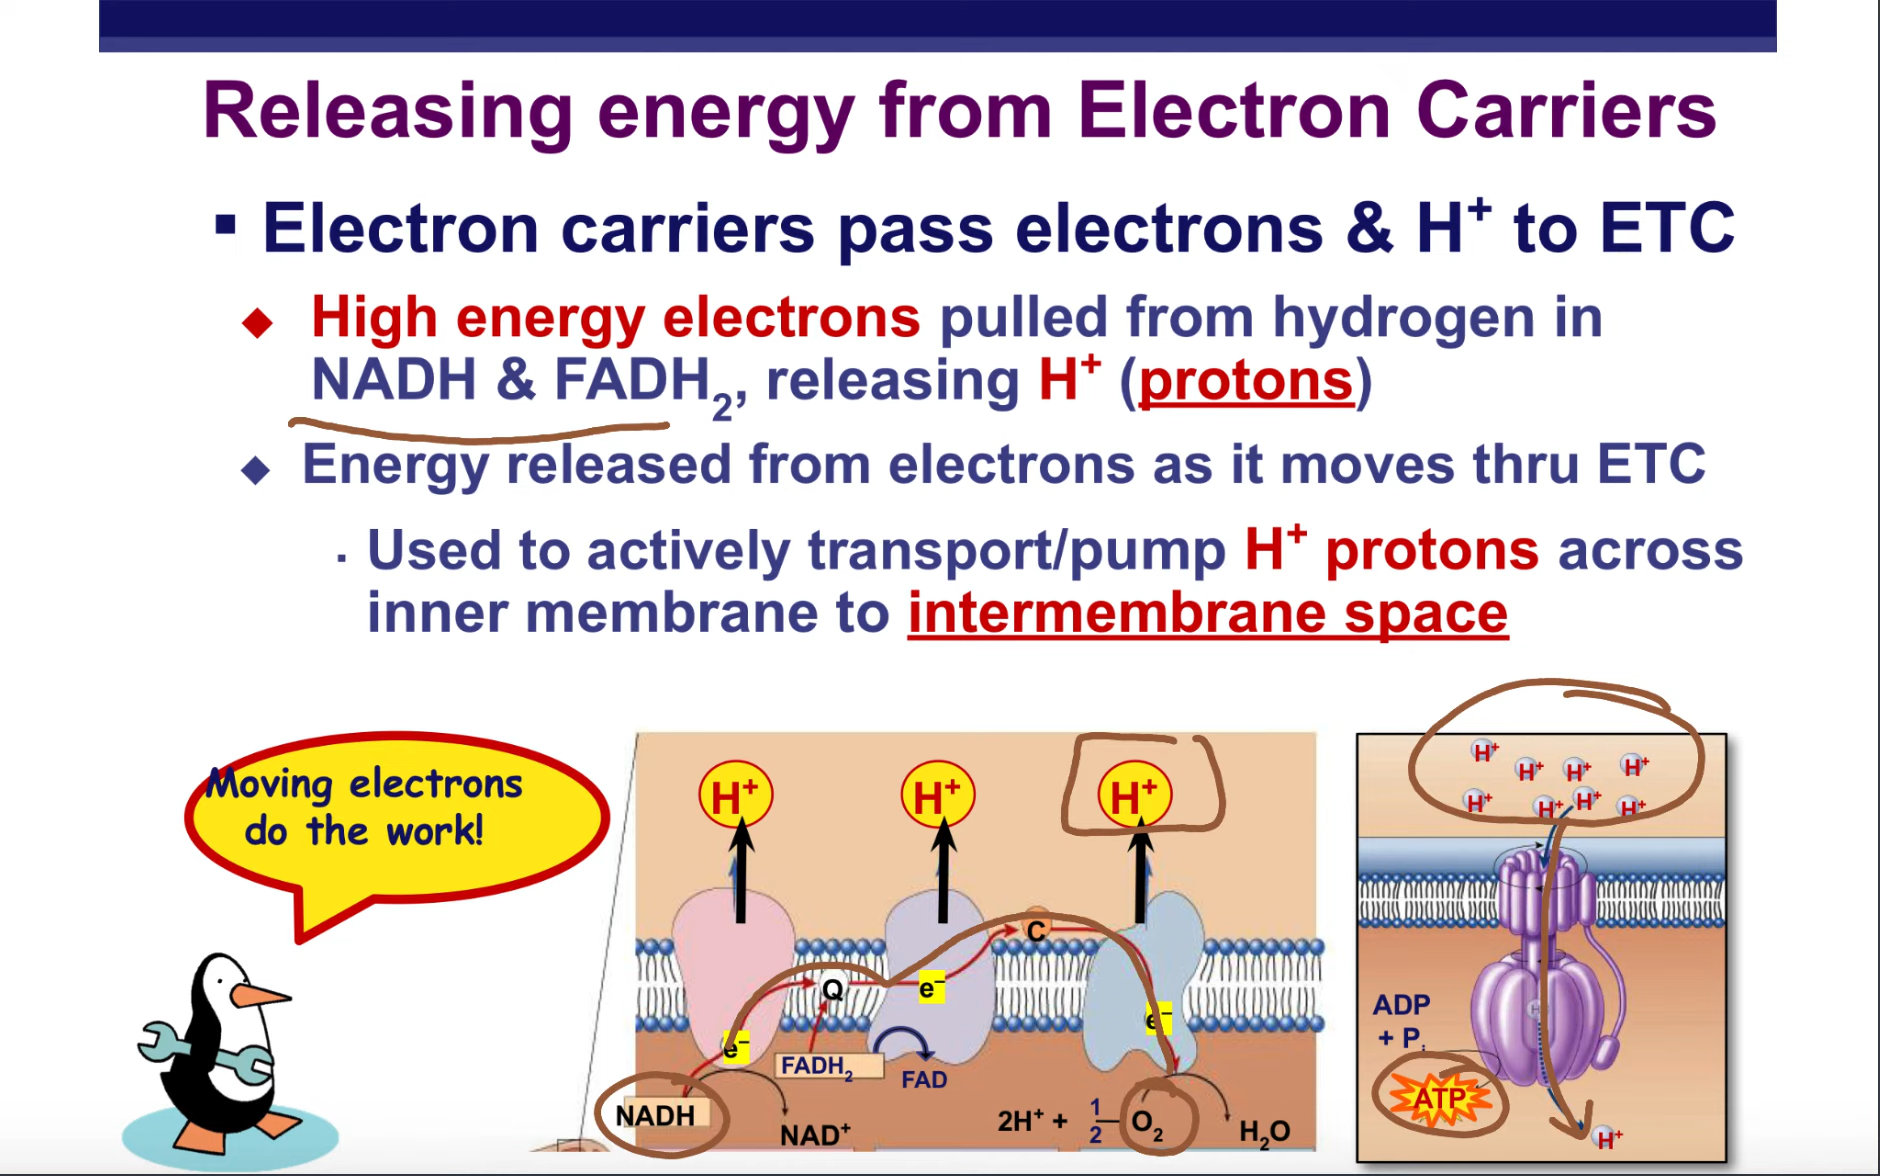 Releasing energy from Electron Carriers
▪ Electron carriers pass electrons & H⁺ to ETC
◆ High energy electrons pulled from hydrogen in
NADH & FADH₂, releasing H⁺ (protons)
◆ Energy released from electrons as it moves thru ETC
▪ Used to actively transport/pump H⁺ protons across
inner membrane to intermembrane space
Moving electrons
do the work!
H⁺ H⁺ H⁺
C
Q
e⁻
e⁻
e⁻
FADH₂
FAD
NADH
NAD⁺
2H⁺ + 1/2 O₂
H₂O
H⁺ H⁺ H⁺ H⁺
H⁺ H⁺ H⁺ H⁺
H⁺
ADP
+ Pᵢ
ATP
H⁺